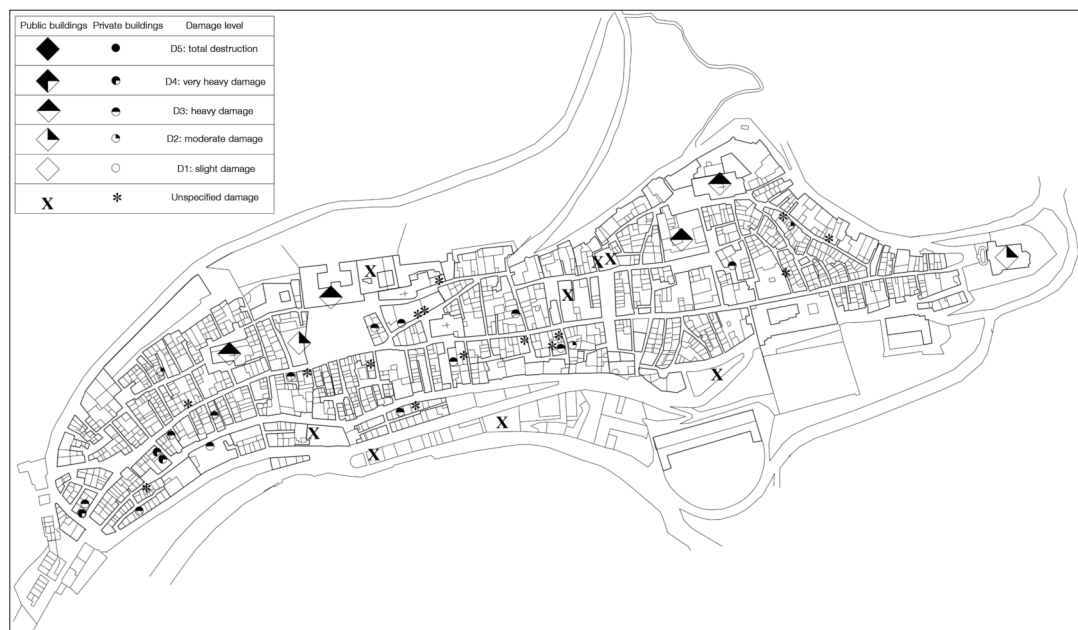 Public buildings Private buildings Damage level
D5: total destruction
D4: very heavy damage
D3: heavy damage
D2: moderate damage
D1: slight damage
X * Unspecified damage
X
X X
X
X
X
X
X